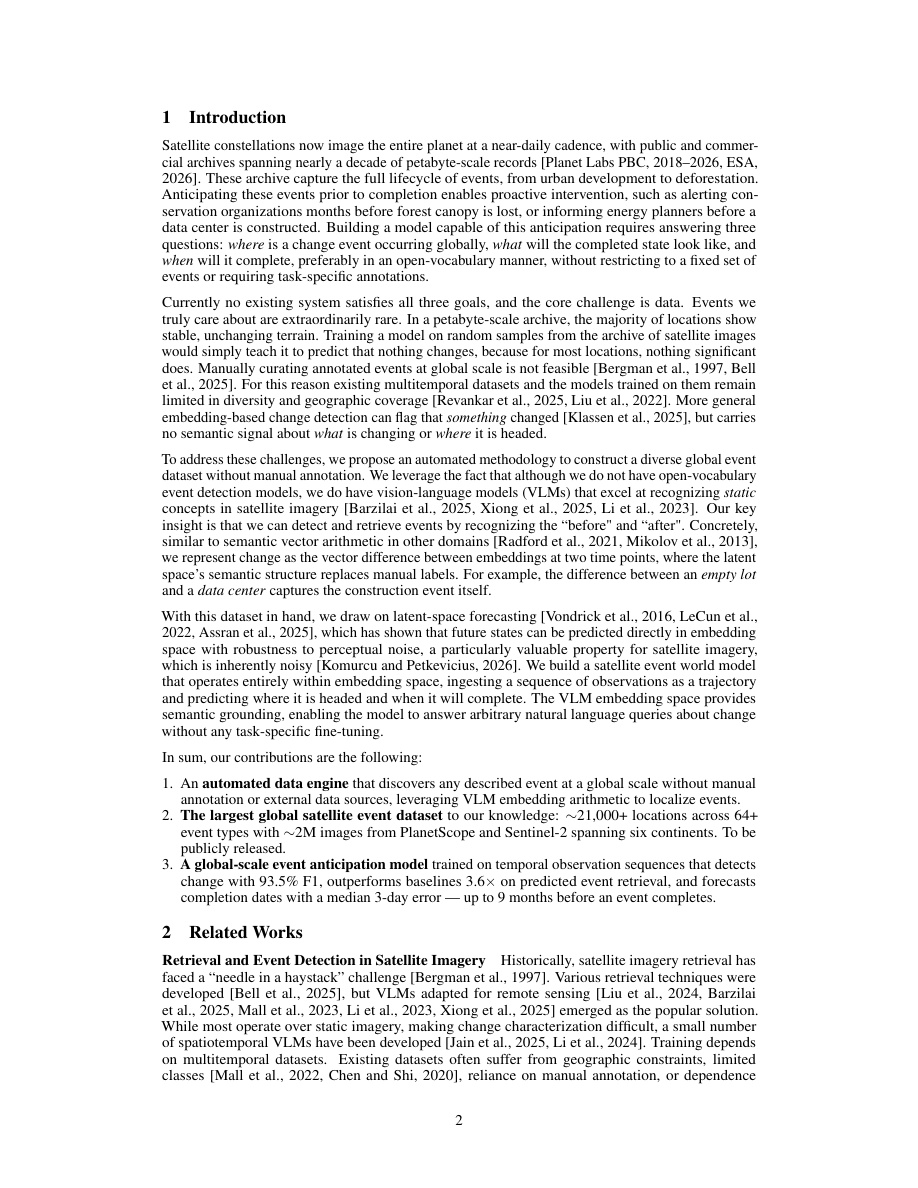 1 Introduction
Satellite constellations now image the entire planet at a near-daily cadence, with public and commer-
cial archives spanning nearly a decade of petabyte-scale records [Planet Labs PBC, 2018–2026, ESA,
2026]. These archive capture the full lifecycle of events, from urban development to deforestation.
Anticipating these events prior to completion enables proactive intervention, such as alerting con-
servation organizations months before forest canopy is lost, or informing energy planners before a
data center is constructed. Building a model capable of this anticipation requires answering three
questions: where is a change event occurring globally, what will the completed state look like, and
when will it complete, preferably in an open-vocabulary manner, without restricting to a fixed set of
events or requiring task-specific annotations.
Currently no existing system satisfies all three goals, and the core challenge is data. Events we
truly care about are extraordinarily rare. In a petabyte-scale archive, the majority of locations show
stable, unchanging terrain. Training a model on random samples from the archive of satellite images
would simply teach it to predict that nothing changes, because for most locations, nothing significant
does. Manually curating annotated events at global scale is not feasible [Bergman et al., 1997, Bell
et al., 2025]. For this reason existing multitemporal datasets and the models trained on them remain
limited in diversity and geographic coverage [Revankar et al., 2025, Liu et al., 2022]. More general
embedding-based change detection can flag that something changed [Klassen et al., 2025], but carries
no semantic signal about what is changing or where it is headed.
To address these challenges, we propose an automated methodology to construct a diverse global event
dataset without manual annotation. We leverage the fact that although we do not have open-vocabulary
event detection models, we do have vision-language models (VLMs) that excel at recognizing static
concepts in satellite imagery [Barzilai et al., 2025, Xiong et al., 2025, Li et al., 2023]. Our key
insight is that we can detect and retrieve events by recognizing the “before" and “after". Concretely,
similar to semantic vector arithmetic in other domains [Radford et al., 2021, Mikolov et al., 2013],
we represent change as the vector difference between embeddings at two time points, where the latent
space’s semantic structure replaces manual labels. For example, the difference between an empty lot
and a data center captures the construction event itself.
With this dataset in hand, we draw on latent-space forecasting [Vondrick et al., 2016, LeCun et al.,
2022, Assran et al., 2025], which has shown that future states can be predicted directly in embedding
space with robustness to perceptual noise, a particularly valuable property for satellite imagery,
which is inherently noisy [Komurcu and Petkevicius, 2026]. We build a satellite event world model
that operates entirely within embedding space, ingesting a sequence of observations as a trajectory
and predicting where it is headed and when it will complete. The VLM embedding space provides
semantic grounding, enabling the model to answer arbitrary natural language queries about change
without any task-specific fine-tuning.
In sum, our contributions are the following:
1. An automated data engine that discovers any described event at a global scale without manual
annotation or external data sources, leveraging VLM embedding arithmetic to localize events.
2. The largest global satellite event dataset to our knowledge: ∼21,000+ locations across 64+
event types with ∼2M images from PlanetScope and Sentinel-2 spanning six continents. To be
publicly released.
3. A global-scale event anticipation model trained on temporal observation sequences that detects
change with 93.5% F1, outperforms baselines 3.6× on predicted event retrieval, and forecasts
completion dates with a median 3-day error — up to 9 months before an event completes.
2 Related Works
Retrieval and Event Detection in Satellite Imagery Historically, satellite imagery retrieval has
faced a “needle in a haystack” challenge [Bergman et al., 1997]. Various retrieval techniques were
developed [Bell et al., 2025], but VLMs adapted for remote sensing [Liu et al., 2024, Barzilai
et al., 2025, Mall et al., 2023, Li et al., 2023, Xiong et al., 2025] emerged as the popular solution.
While most operate over static imagery, making change characterization difficult, a small number
of spatiotemporal VLMs have been developed [Jain et al., 2025, Li et al., 2024]. Training depends
on multitemporal datasets. Existing datasets often suffer from geographic constraints, limited
classes [Mall et al., 2022, Chen and Shi, 2020], reliance on manual annotation, or dependence
2